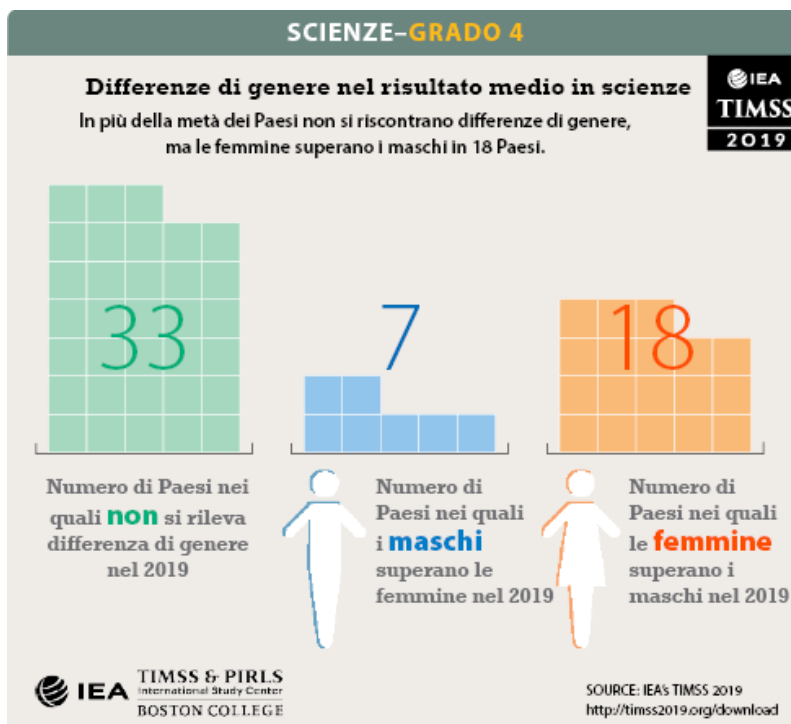 SCIENZE–GRADO 4
Differenze di genere nel risultato medio in scienze
In più della metà dei Paesi non si riscontrano differenze di genere,
ma le femmine superano i maschi in 18 Paesi.
IEA
TIMSS
2019
33
7
18
Numero di Paesi nei
quali non si rileva
differenza di genere
nel 2019
Numero di
Paesi nei quali
i maschi
superano le
femmine nel 2019
Numero di
Paesi nei quali
le femmine
superano i
maschi nel 2019
IEA
TIMSS & PIRLS
International Study Center
BOSTON COLLEGE
SOURCE: IEA's TIMSS 2019
http://timss2019.org/download